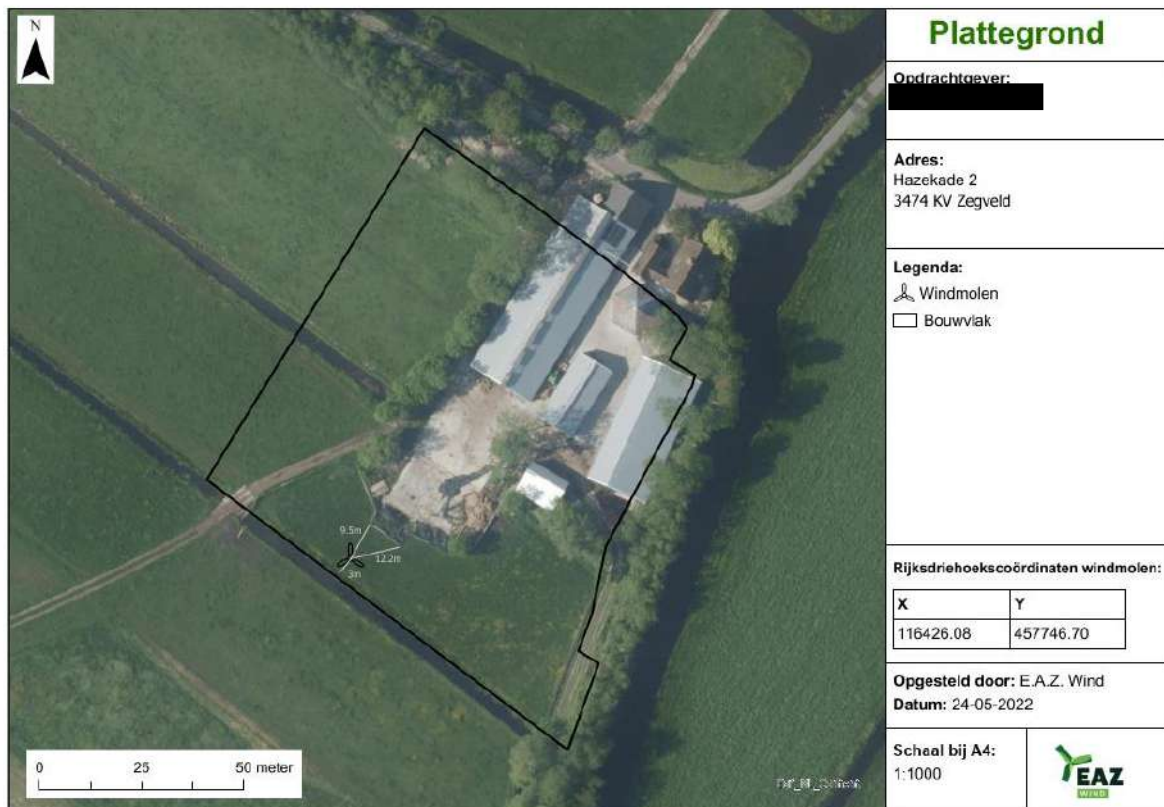 N
Plattegrond
Opdrachtgever:
Adres:
Hazekade 2
3474 KV Zegveld
Legenda:
Windmolen
Bouwvlak
9.5m
12.2m
3m
Rijksdriehoekscoördinaten windmolen:
X Y
116426.08 457746.70
Opgesteld door: E.A.Z. Wind
Datum: 24-05-2022
0 25 50 meter
Schaal bij A4:
1:1000
EAZ
WIND